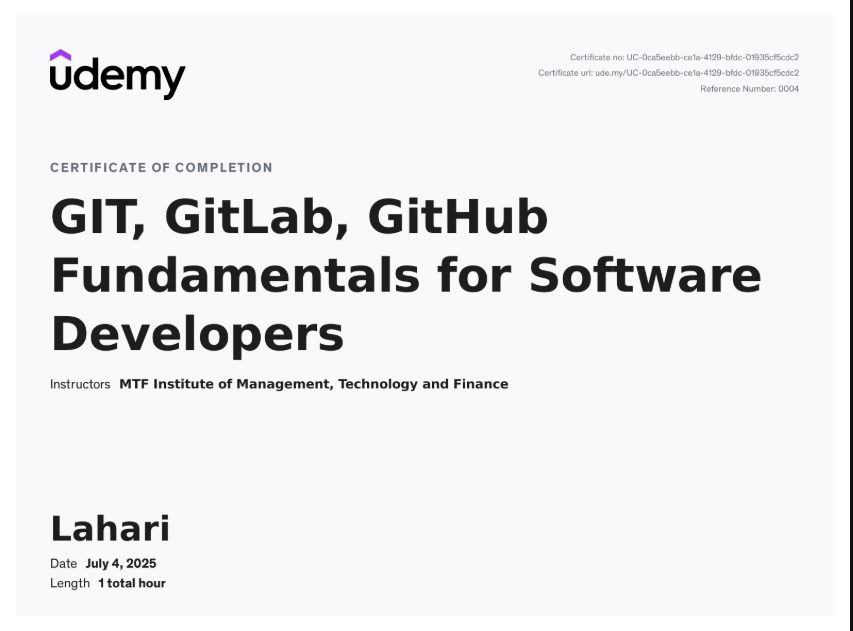 udemy
Certificate no: UC-0ca5eebb-ce1a-4129-bfdc-01935cf5cdc2
Certificate url: ude.my/UC-0ca5eebb-ce1a-4129-bfdc-01935cf5cdc2
Reference Number: 0004
CERTIFICATE OF COMPLETION
GIT, GitLab, GitHub
Fundamentals for Software
Developers
Instructors MTF Institute of Management, Technology and Finance
Lahari
Date July 4, 2025
Length 1 total hour